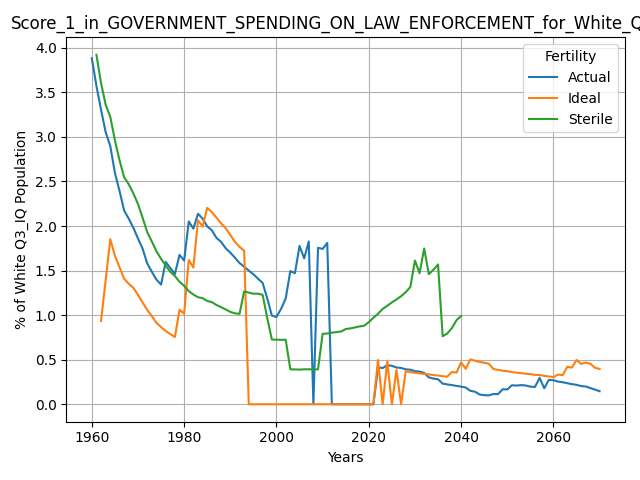 Score_1_in_GOVERNMENT_SPENDING_ON_LAW_ENFORCEMENT_for_White_Q
Fertility
Actual
Ideal
Sterile
% of White Q3_IQ Population
4.0
3.5
3.0
2.5
2.0
1.5
1.0
0.5
0.0
1960 1980 2000 2020 2040 2060
Years